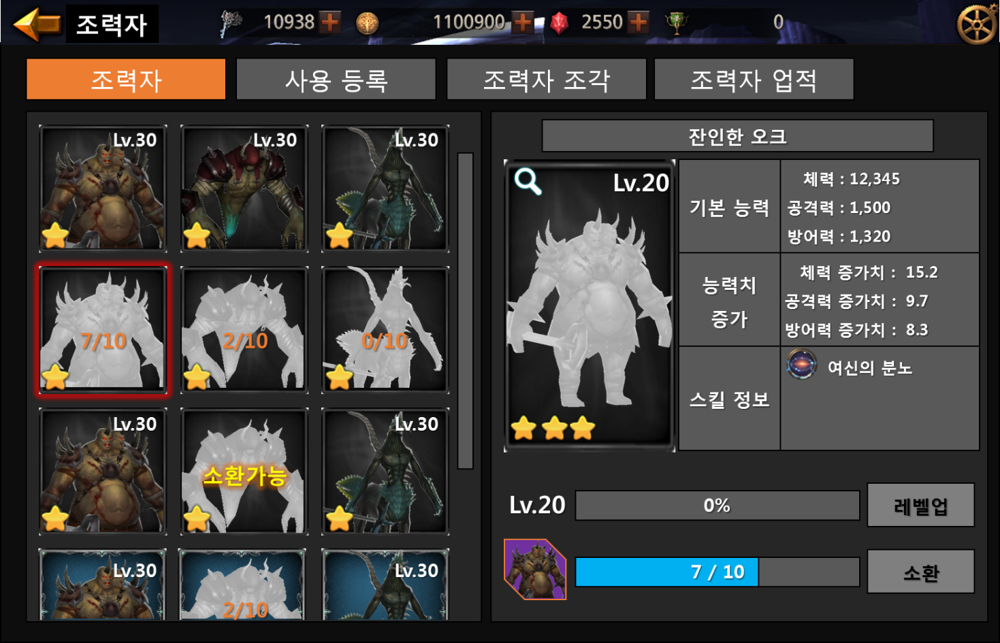 조력자
10938
1100900
2550
0
조력자
사용 등록
조력자 조각
조력자 업적
Lv.30
Lv.30
Lv.30
7/10
2/10
0/10
Lv.30
소환가능
Lv.30
Lv.30
2/10
Lv.30
잔인한 오크
Lv.20
기본 능력
체력 : 12,345
공격력 : 1,500
방어력 : 1,320
능력치
증가
체력 증가치 : 15.2
공격력 증가치 : 9.7
방어력 증가치 : 8.3
스킬 정보
여신의 분노
Lv.20
0%
레벨업
7 / 10
소환